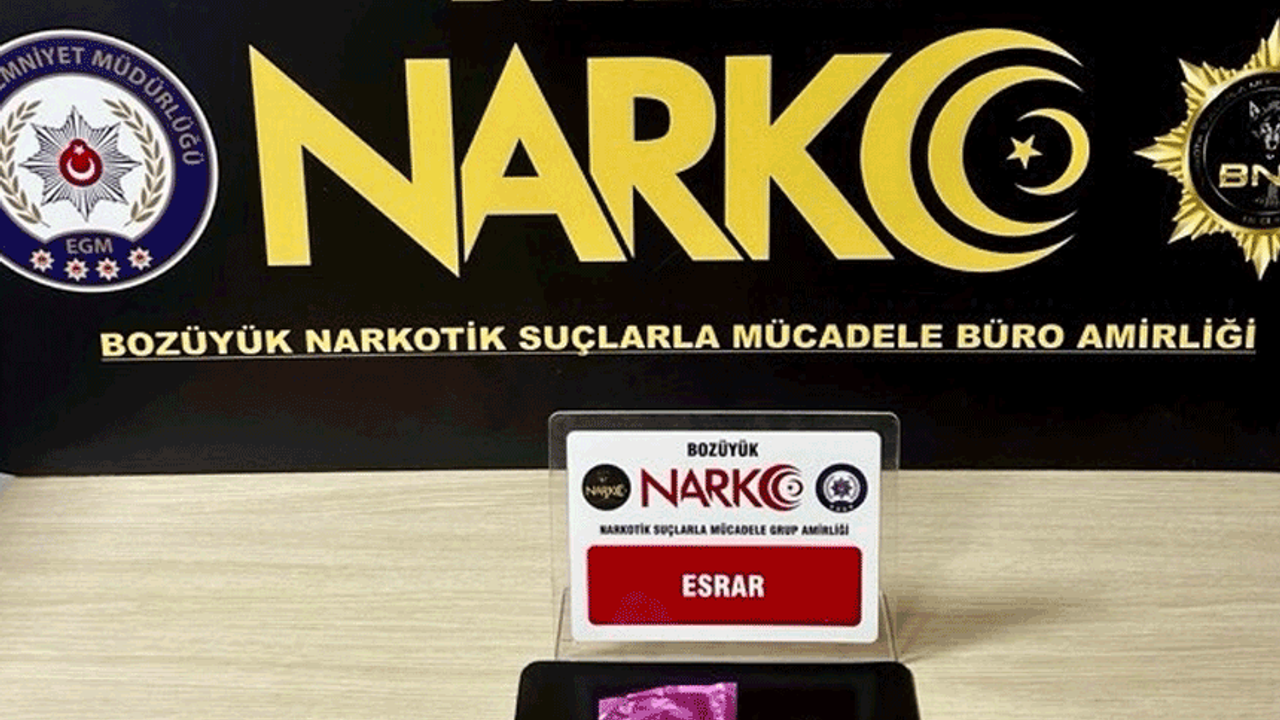 EMNİYET MÜDÜRLÜĞÜ
EGM
NARKO
BOZÜYÜK NARKOTİK SUÇLARLA MÜCADELE BÜRO AMİRLİĞİ
BOZÜYÜK
NARKO
NARKO
NARKOTİK SUÇLARLA MÜCADELE GRUP AMİRLİĞİ
ESRAR